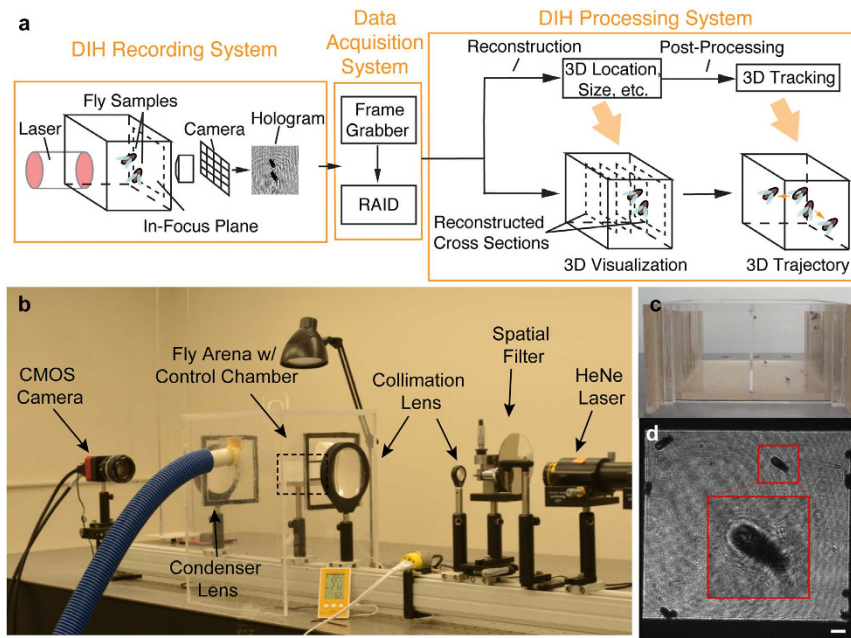 a
DIH Recording System
Data
Acquisition
System
DIH Processing System
Laser
Fly Samples
Camera
Hologram
In-Focus Plane
Frame
Grabber
RAID
Reconstruction
Post-Processing
3D Location,
Size, etc.
3D Tracking
Reconstructed
Cross Sections
3D Visualization
3D Trajectory
b
CMOS
Camera
Fly Arena w/
Control Chamber
Collimation
Lens
Spatial
Filter
HeNe
Laser
Condenser
Lens
c
d